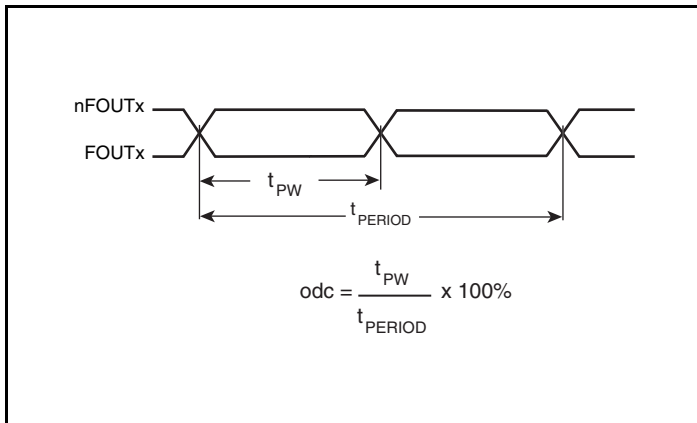 nFOUTx
FOUTx
tPW
tPERIOD
odc = tPW / tPERIOD x 100%